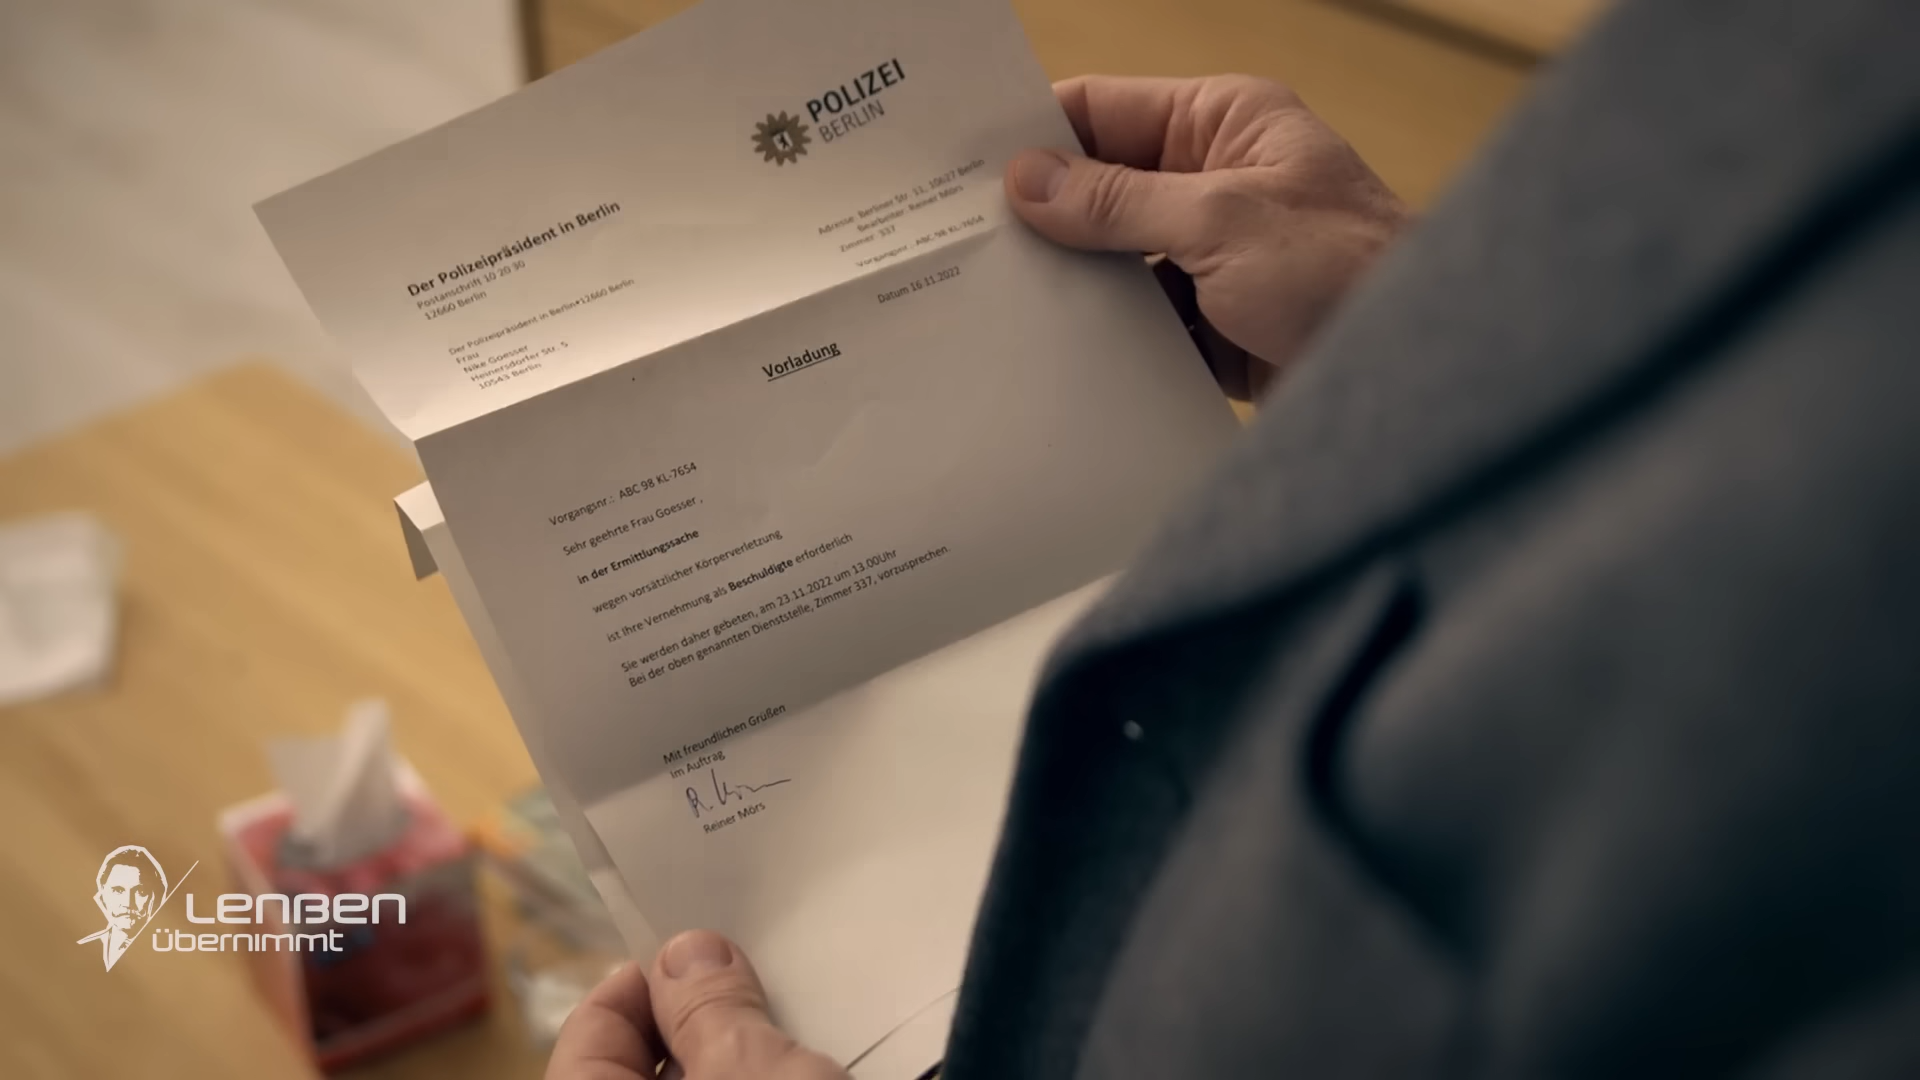 POLIZEI
BERLIN
Der Polizeipräsident in Berlin
Postanschrift 10 20 30
12660 Berlin
Adresse: Berliner Str. 11, 10627 Berlin
Bearbeiter: Reiner Mörs
Zimmer 337
Vorgangsnr.: ABC 98 KL-7654
Der Polizeipräsident in Berlin•12660 Berlin
Frau
Nike Goesser
Heinersdorfer Str. 5
10543 Berlin
Datum 16.11.2022
Vorladung
Vorgangsnr.: ABC 98 KL-7654
Sehr geehrte Frau Goesser ,
in der Ermittlungssache
wegen vorsätzlicher Körperverletzung
ist Ihre Vernehmung als Beschuldigte erforderlich
Sie werden daher gebeten, am 23.11.2022 um 13.00Uhr
Bei der oben genannten Dienststelle, Zimmer 337, vorzusprechen.
Mit freundlichen Grüßen
Im Auftrag
Reiner Mörs
LENßEN
übernimmt